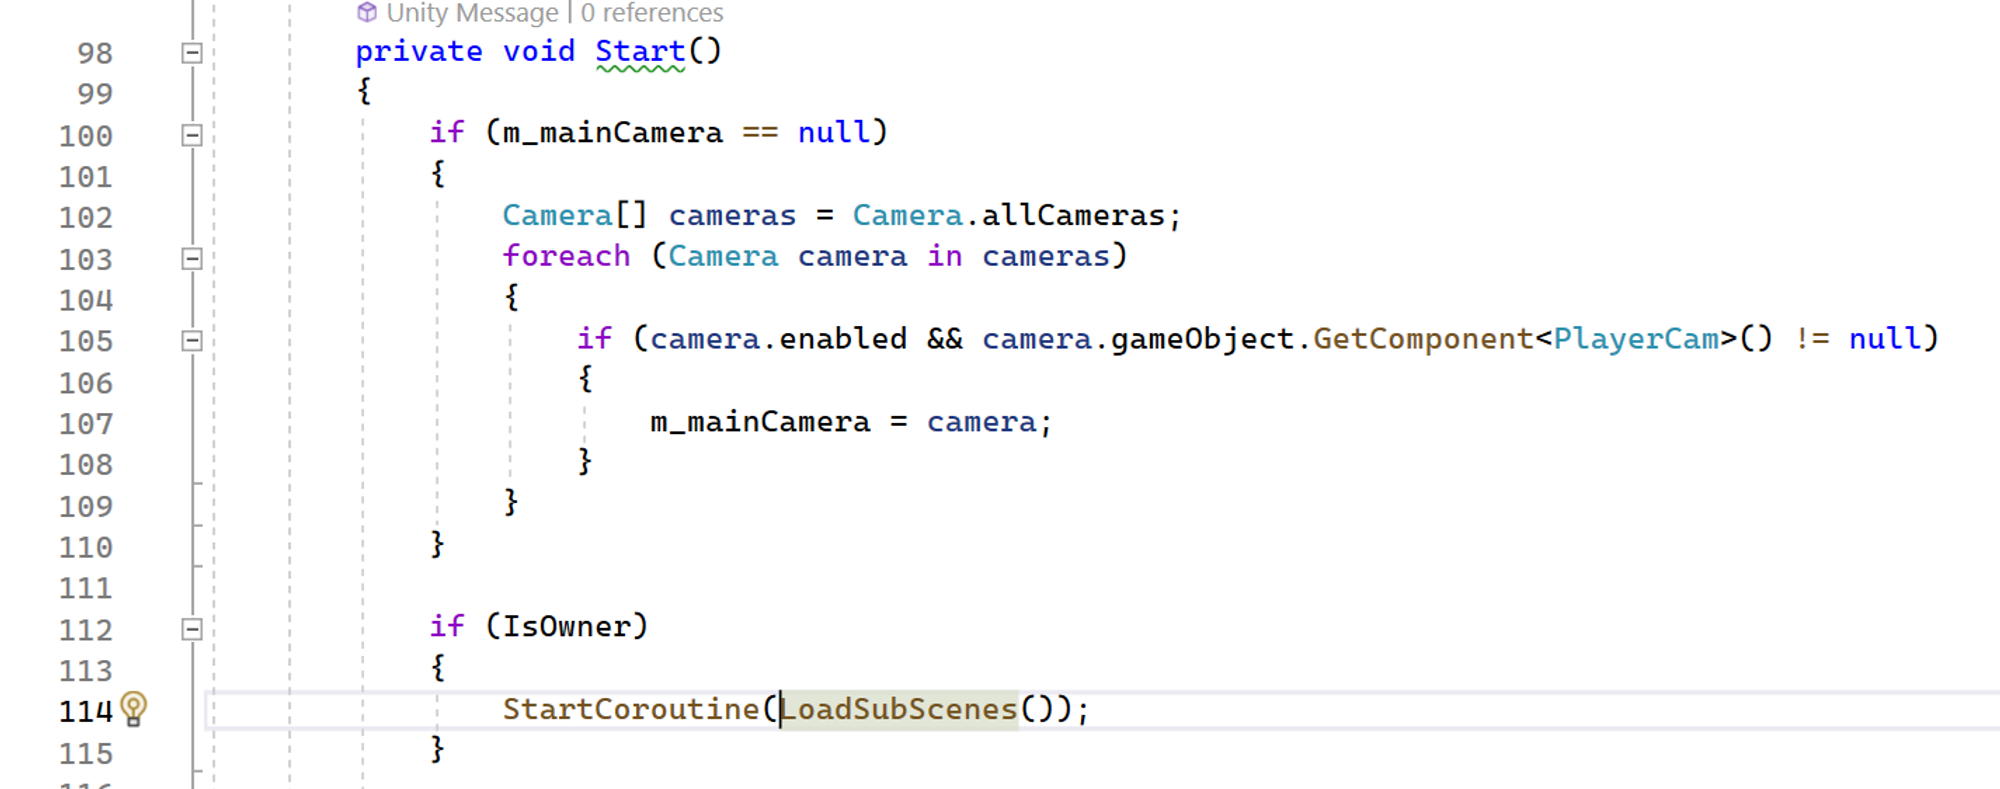 Unity Message | 0 references
98 private void Start()
99 {
100 if (m_mainCamera == null)
101 {
102 Camera[] cameras = Camera.allCameras;
103 foreach (Camera camera in cameras)
104 {
105 if (camera.enabled && camera.gameObject.GetComponent<PlayerCam>() != null)
106 {
107 m_mainCamera = camera;
108 }
109 }
110 }
111
112 if (IsOwner)
113 {
114 StartCoroutine(LoadSubScenes());
115 }
116